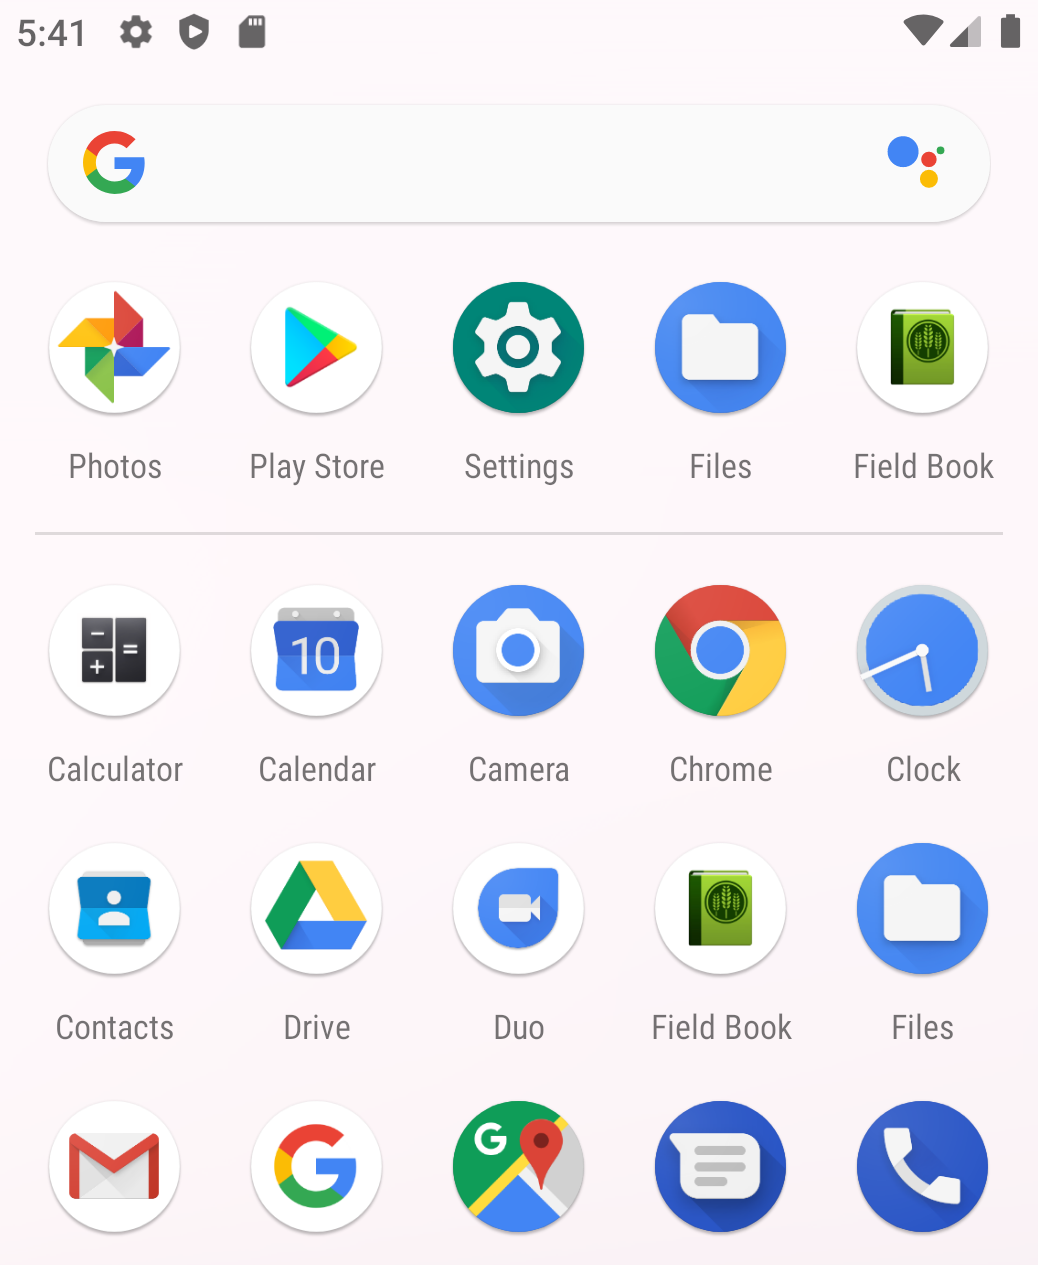 5:41
Photos Play Store Settings Files Field Book
10
Calculator Calendar Camera Chrome Clock
Contacts Drive Duo Field Book Files